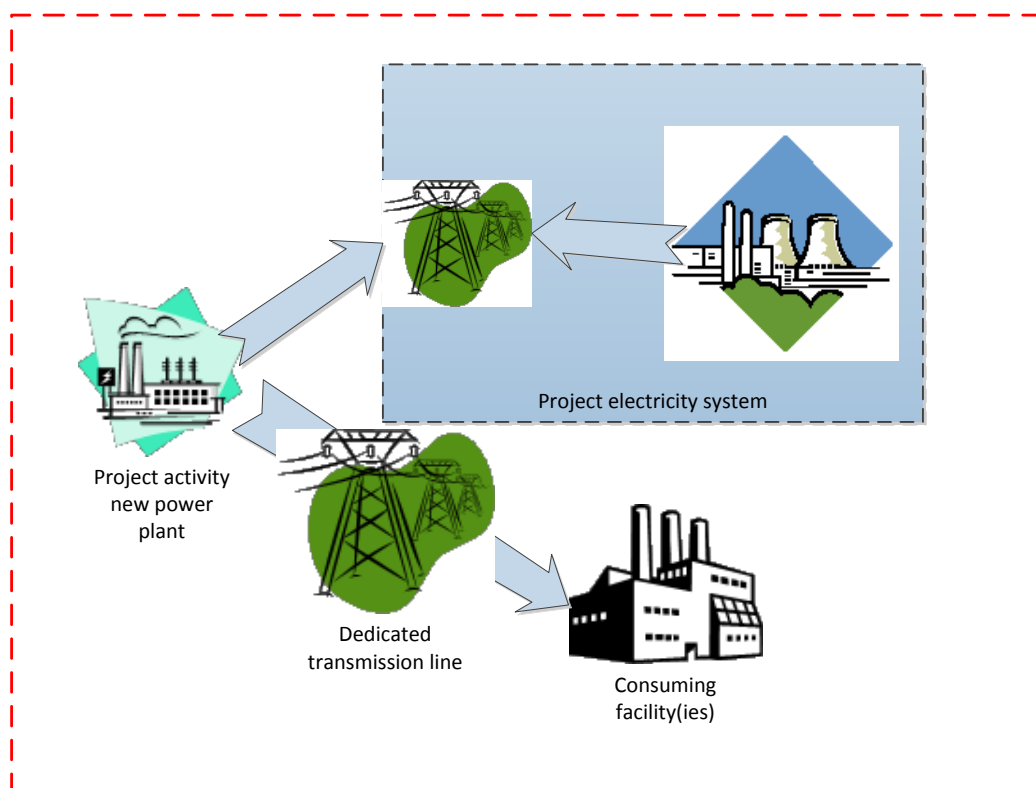 Project electricity system
Project activity
new power
plant
Dedicated
transmission line
Consuming
facility(ies)